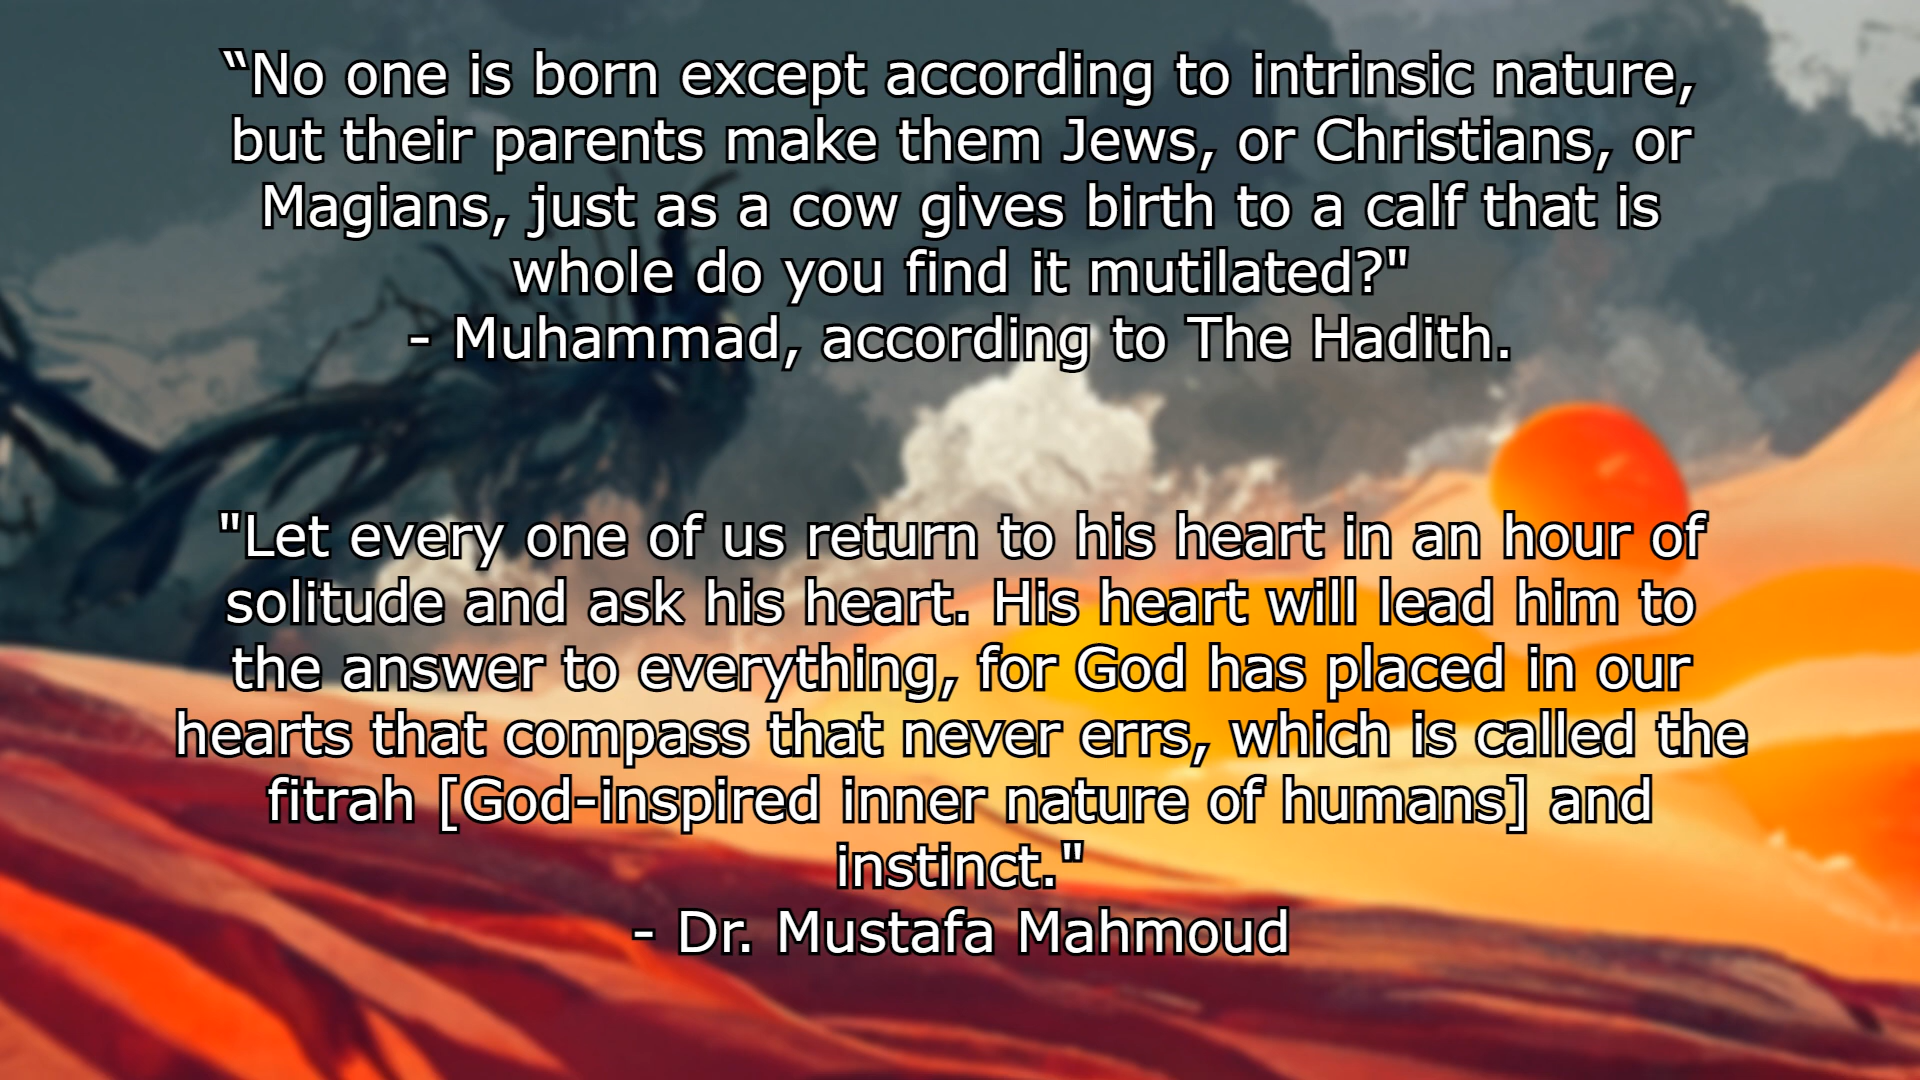 “No one is born except according to intrinsic nature,
but their parents make them Jews, or Christians, or
Magians, just as a cow gives birth to a calf that is
whole do you find it mutilated?"
- Muhammad, according to The Hadith.
"Let every one of us return to his heart in an hour of
solitude and ask his heart. His heart will lead him to
the answer to everything, for God has placed in our
hearts that compass that never errs, which is called the
fitrah [God-inspired inner nature of humans] and
instinct."
- Dr. Mustafa Mahmoud